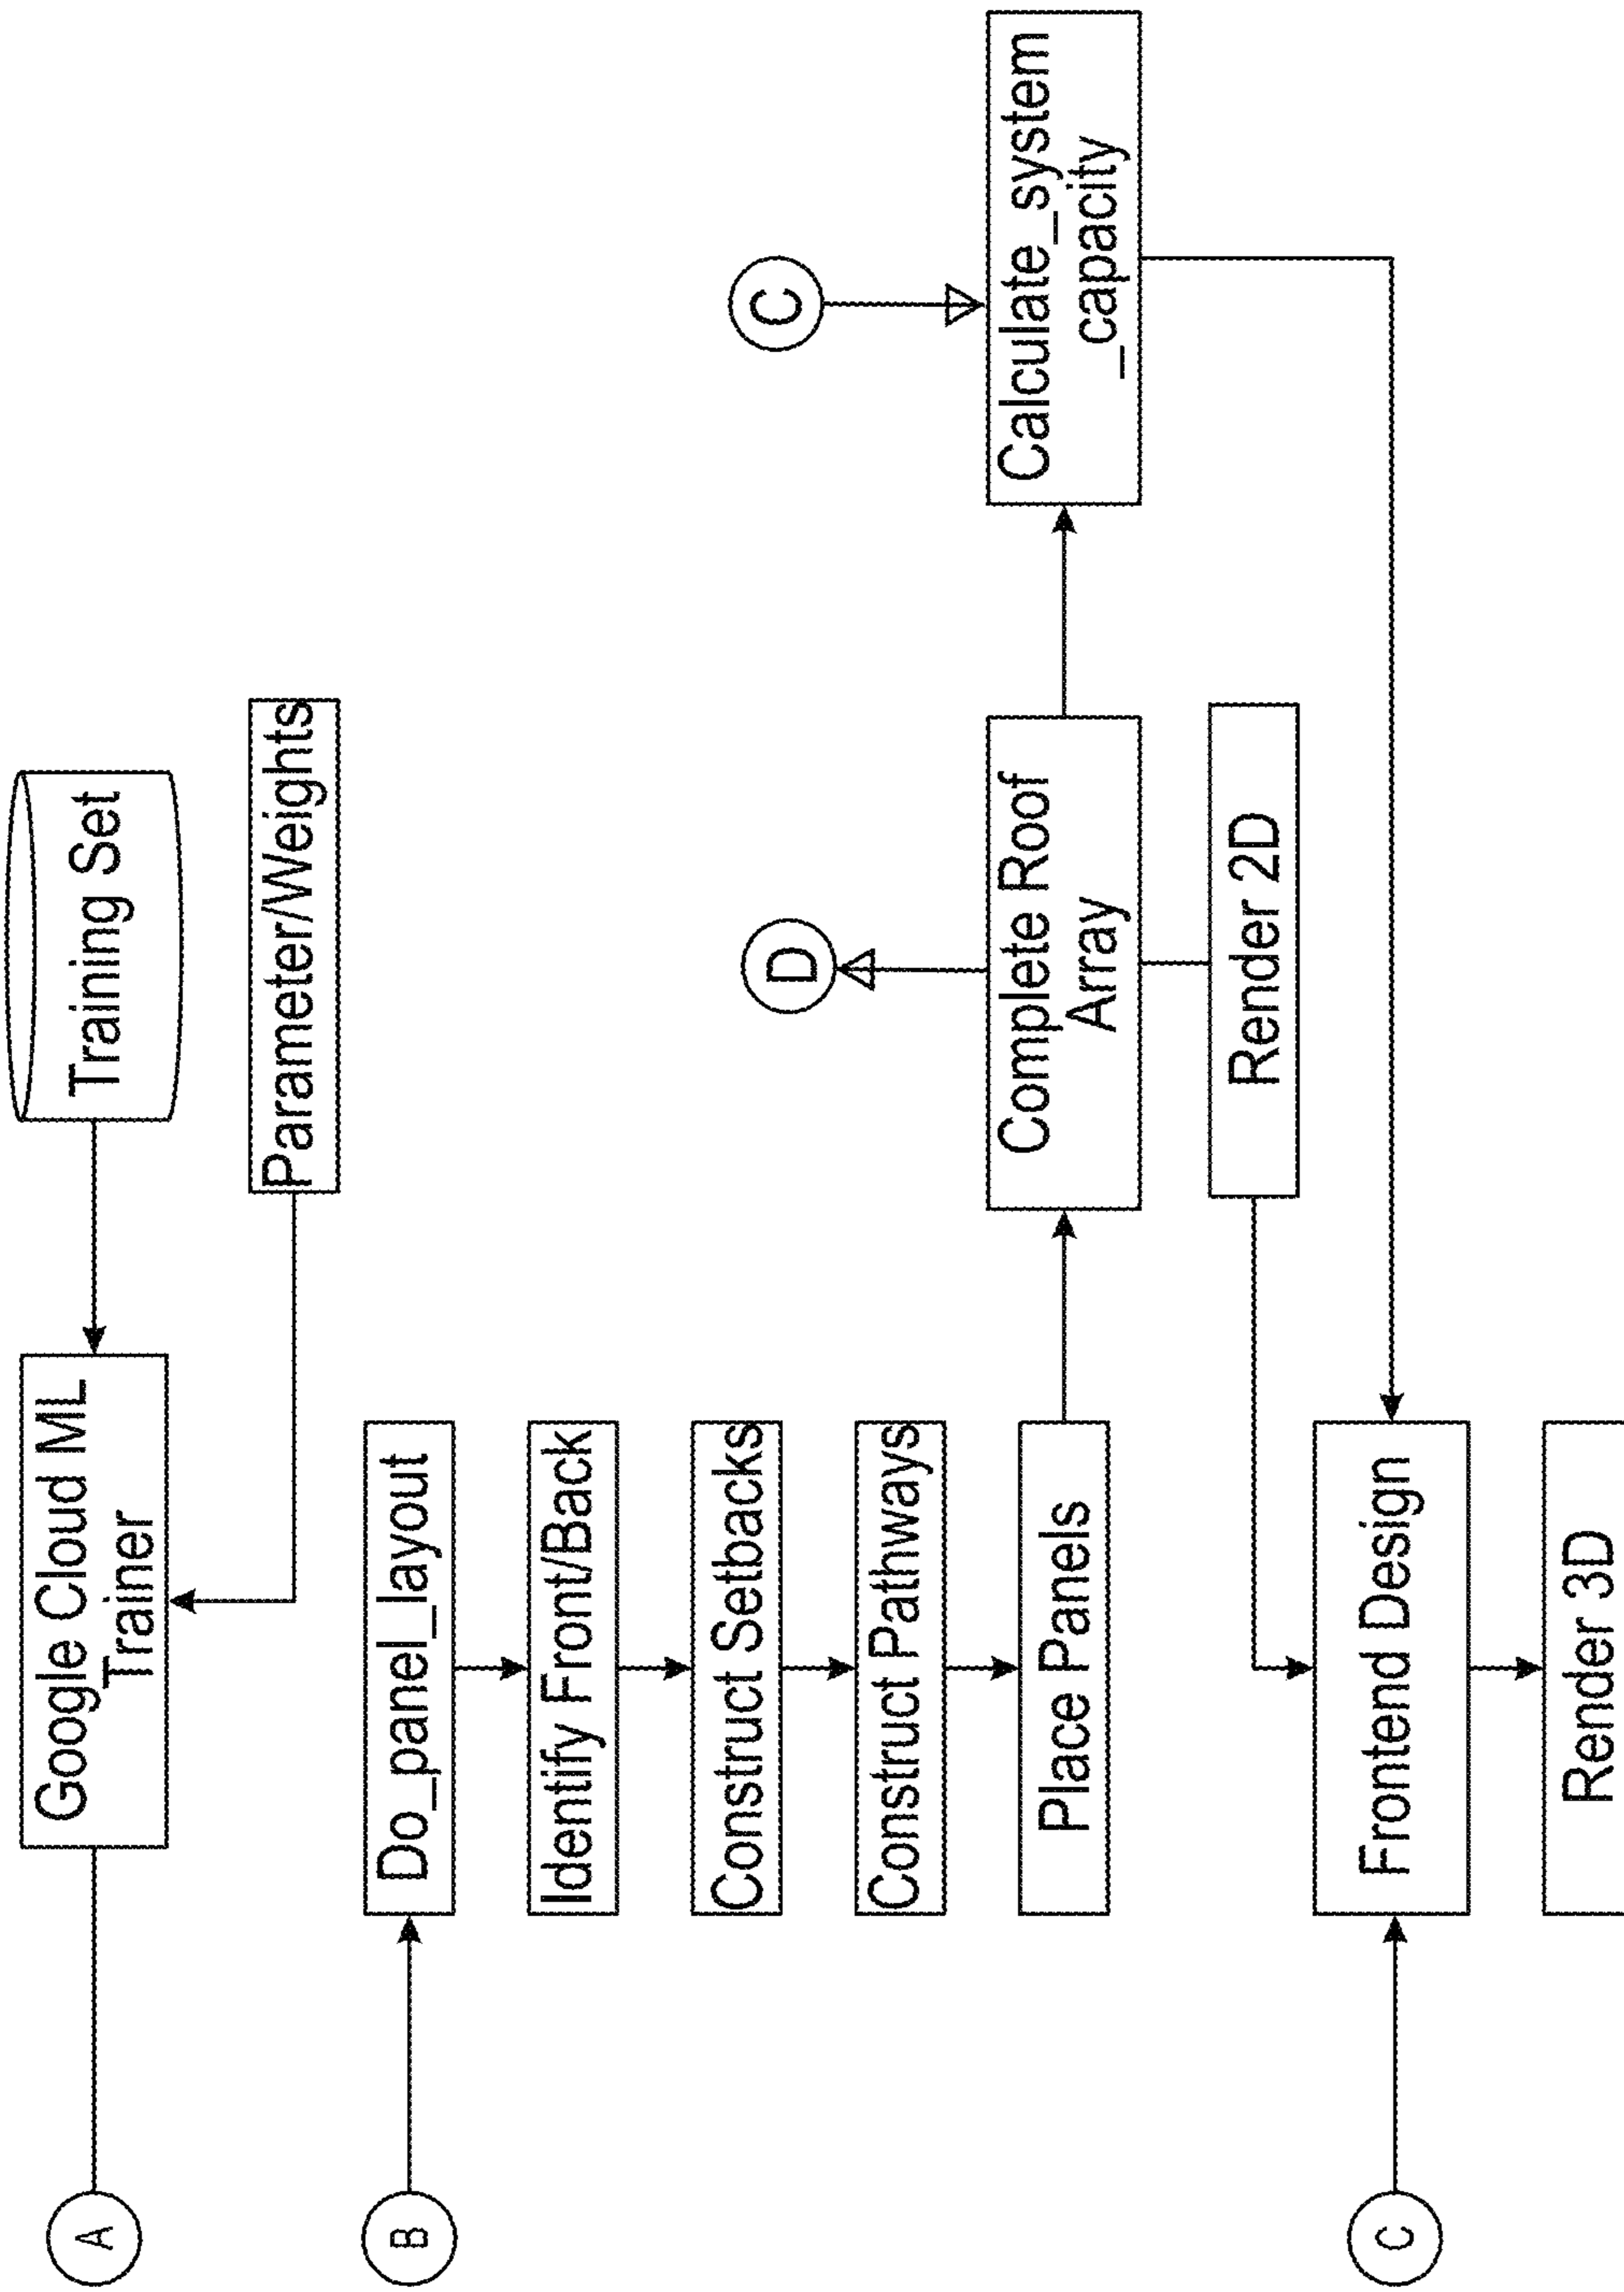 A
Google Cloud ML
Trainer
Training Set
Parameter/Weights
B
Do_panel_layout
Identify Front/Back
Construct Setbacks
Construct Pathways
Place Panels
D
Complete Roof
Array
Render 2D
C
Calculate_system
_capacity
C
Frontend Design
Render 3D